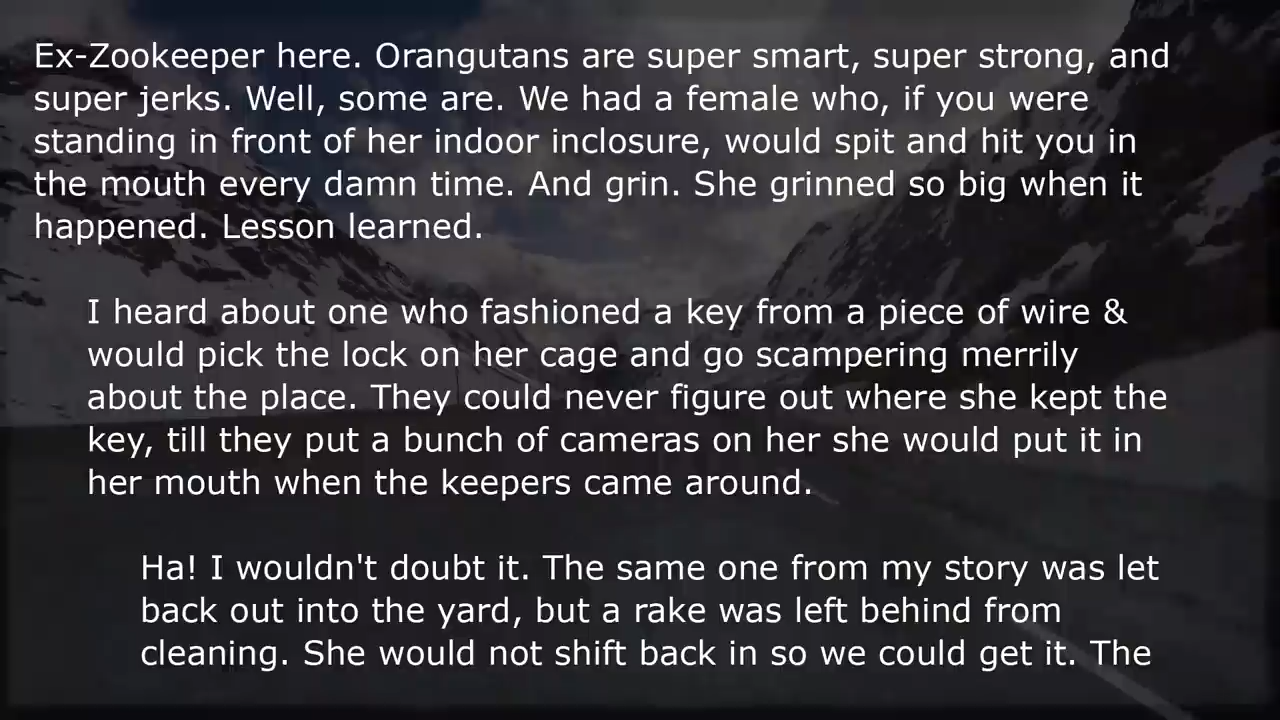 Ex-Zookeeper here. Orangutans are super smart, super strong, and
super jerks. Well, some are. We had a female who, if you were
standing in front of her indoor inclosure, would spit and hit you in
the mouth every damn time. And grin. She grinned so big when it
happened. Lesson learned.
I heard about one who fashioned a key from a piece of wire &
would pick the lock on her cage and go scampering merrily
about the place. They could never figure out where she kept the
key, till they put a bunch of cameras on her she would put it in
her mouth when the keepers came around.
Ha! I wouldn't doubt it. The same one from my story was let
back out into the yard, but a rake was left behind from
cleaning. She would not shift back in so we could get it. The